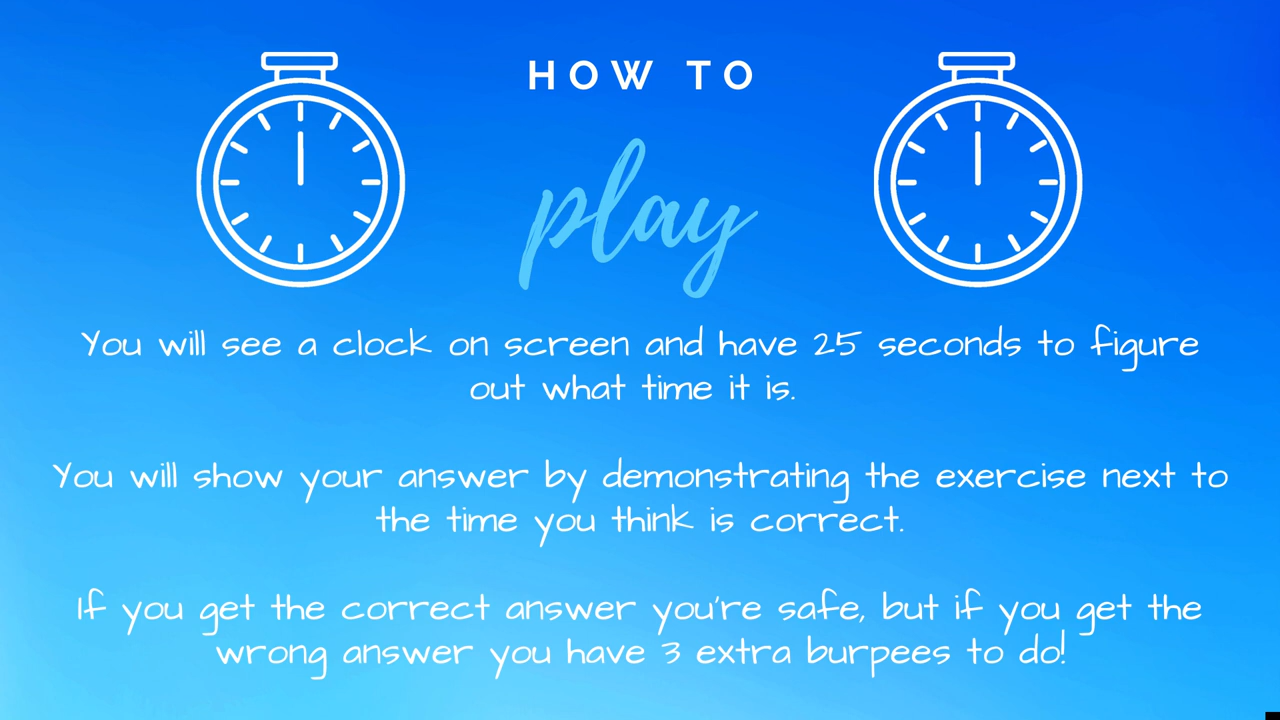 HOW TO
play
You will see a clock on screen and have 25 seconds to figure
out what time it is.
You will show your answer by demonstrating the exercise next to
the time you think is correct.
If you get the correct answer you're safe, but if you get the
wrong answer you have 3 extra burpees to do!